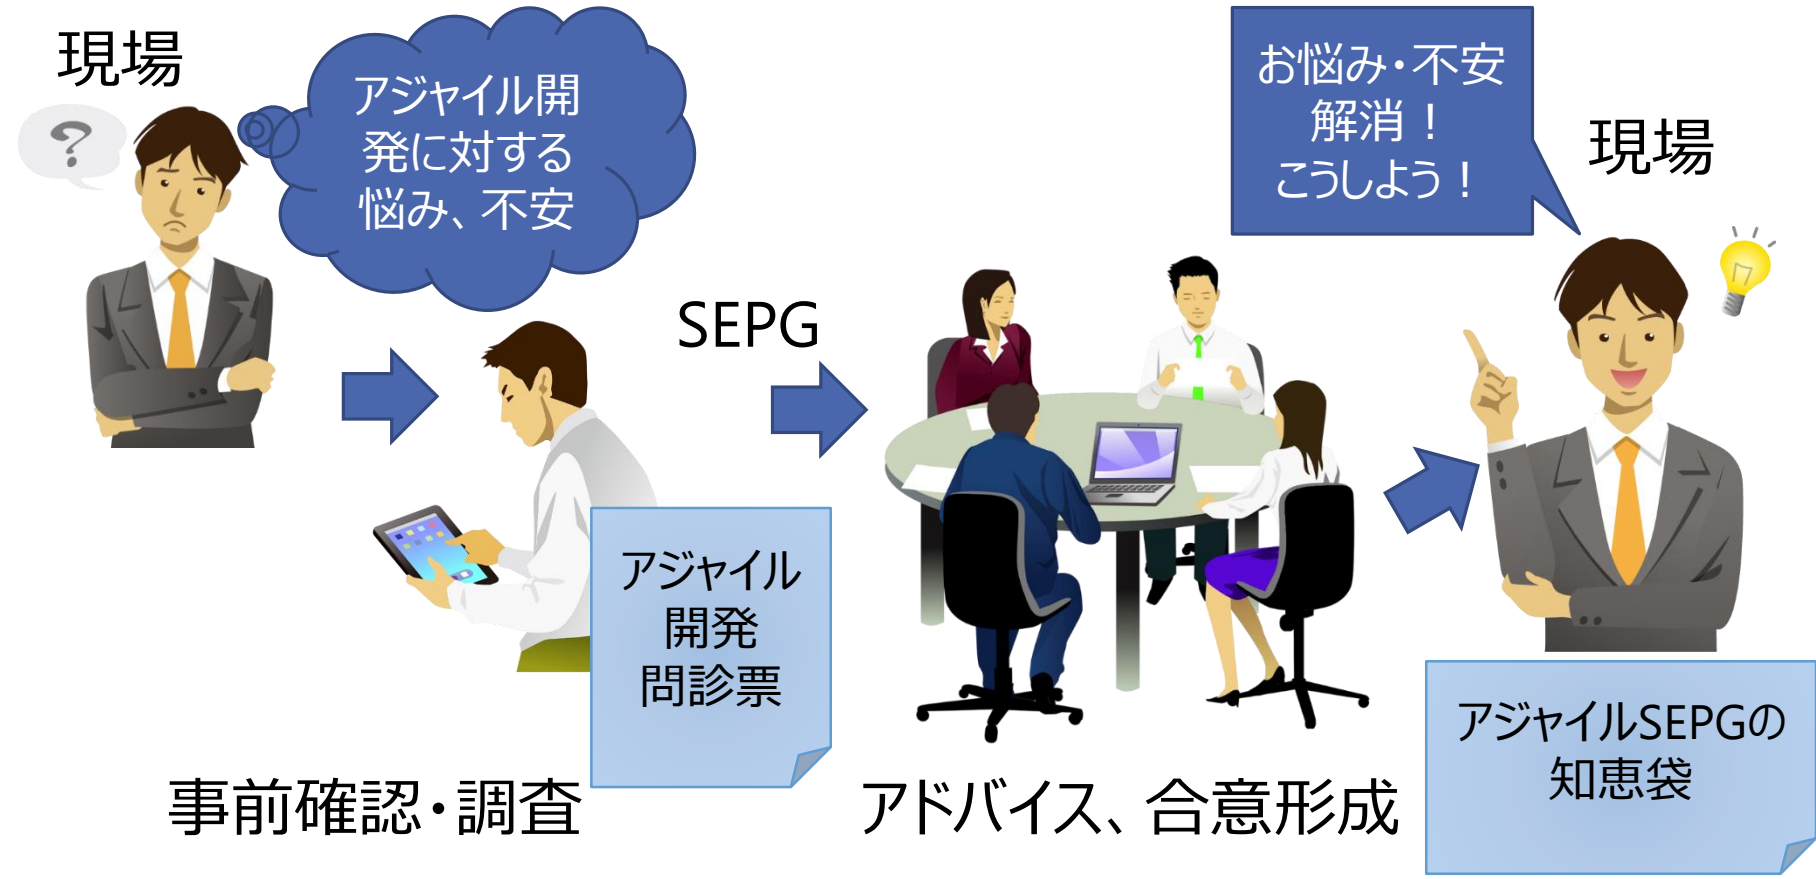 現場
?
アジャイル開
発に対する
悩み、不安
SEPG
アジャイル
開発
問診票
事前確認・調査
アドバイス、合意形成
お悩み・不安
解消！
こうしよう！
現場
アジャイルSEPGの
知恵袋